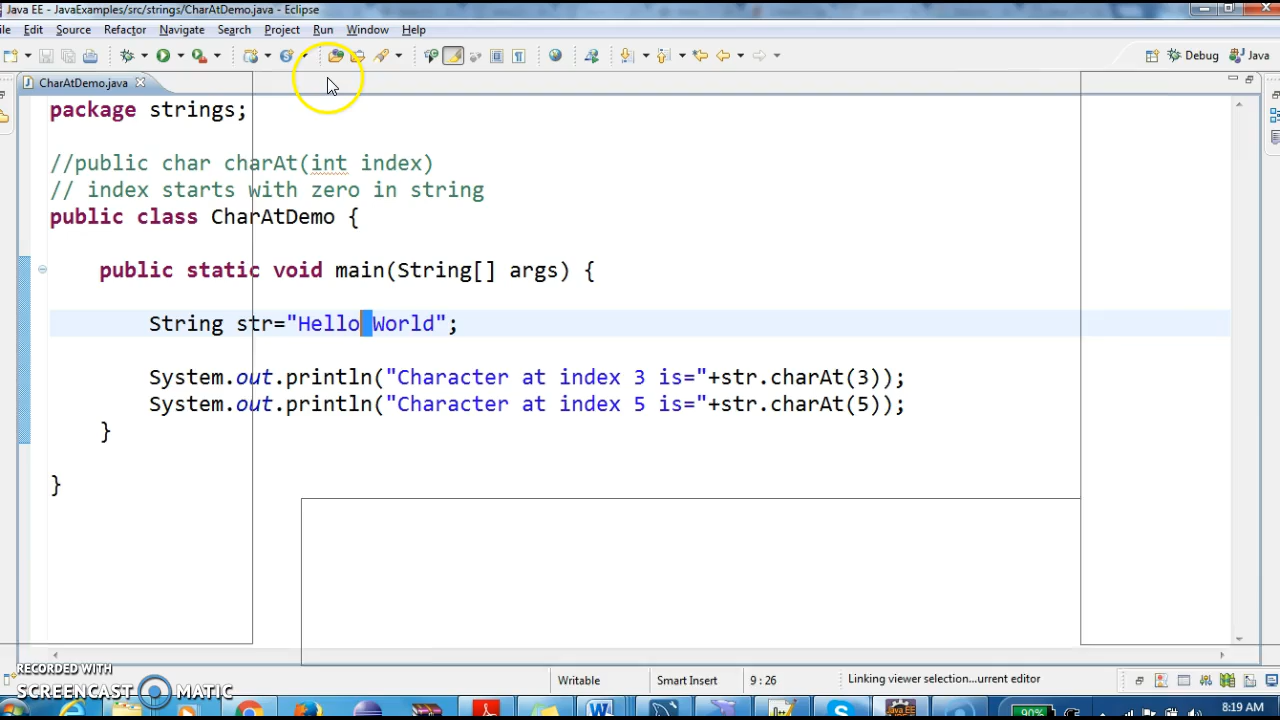 Java EE - JavaExamples/src/strings/CharAtDemo.java - Eclipse
Edit Source Refactor Navigate Search Project Run Window Help
Debug Java
CharAtDemo.java
package strings;
//public char charAt(int index)
// index starts with zero in string
public class CharAtDemo {
public static void main(String[] args) {
String str="Hello World";
System.out.println("Character at index 3 is="+str.charAt(3));
System.out.println("Character at index 5 is="+str.charAt(5));
}
}
RECORDED WITH
SCREENCAST MATIC
Writable Smart Insert 9 : 26 Linking viewer selection...urrent editor
90% 8:19 AM